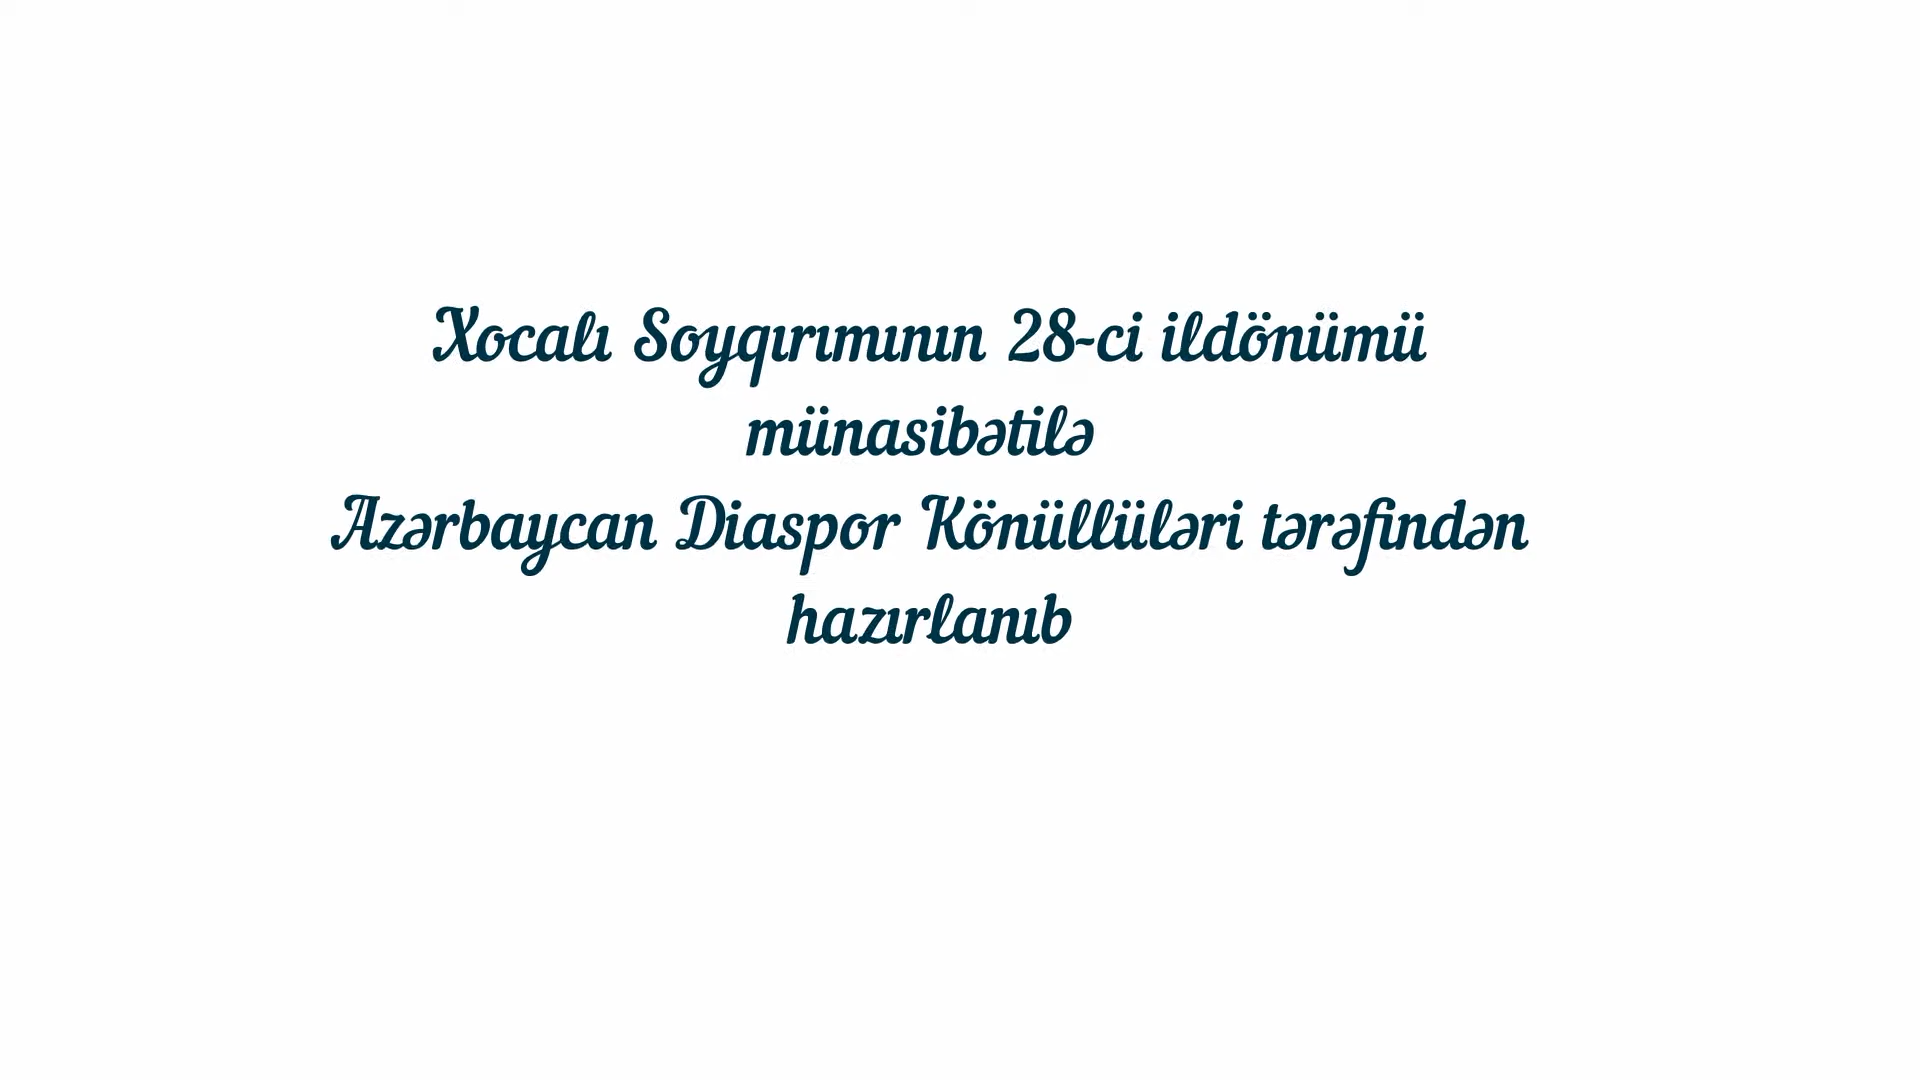 Xocalı Soyqırımının 28-ci ildönümü
münasibətilə
Azərbaycan Diaspor Könüllüləri tərəfindən
hazırlanıb